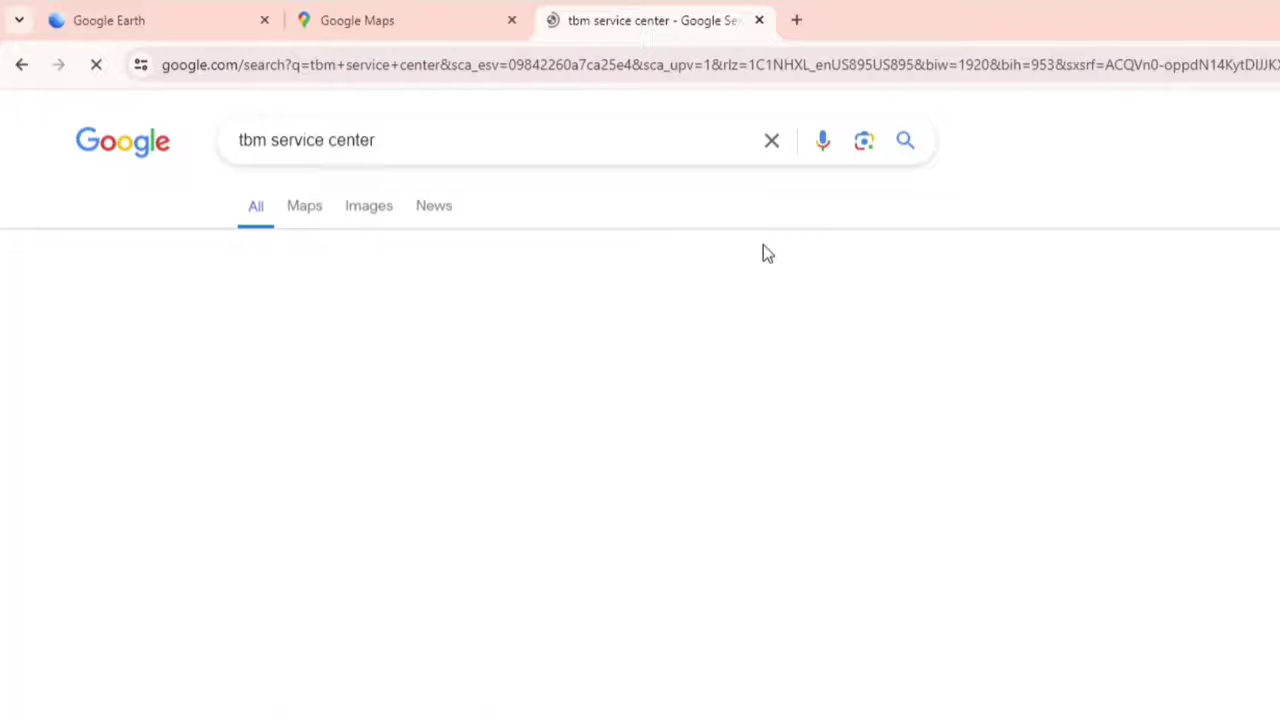 Google Earth
Google Maps
tbm service center - Google Se
google.com/search?q=tbm+service+center&sca_esv=09842260a7ca25e4&sca_upv=1&rlz=1C1NHXL_enUS895US895&biw=1920&bih=953&sxsrf=ACQVn0-oppdN14KytDIJJKX
Google
tbm service center
All
Maps
Images
News